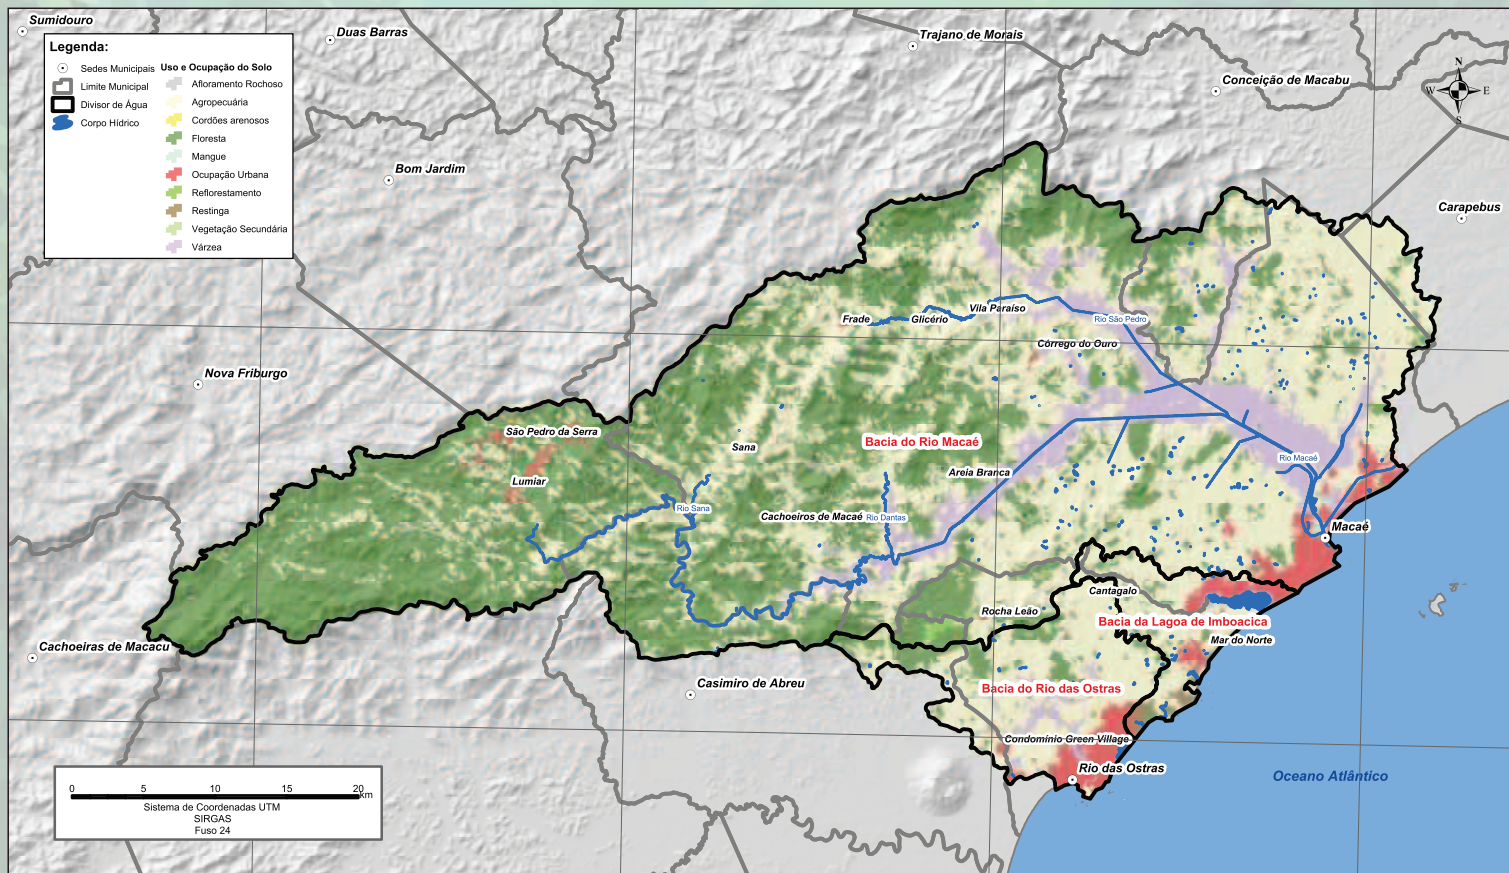 Sumidouro
Duas Barras
Trajano de Morais
Conceição de Macabu
Legenda:
Sedes Municipais
Limite Municipal
Divisor de Água
Corpo Hídrico
Uso e Ocupação do Solo
Afloramento Rochoso
Agropecuária
Cordões arenosos
Floresta
Mangue
Ocupação Urbana
Reflorestamento
Restinga
Vegetação Secundária
Várzea
N
W
E
S
Bom Jardim
Carapebus
Frade
Glicério
Vila Paraíso
Rio São Pedro
Córrego do Ouro
Nova Friburgo
São Pedro da Serra
Sana
Bacia do Rio Macaé
Rio Macaé
Areia Branca
Lumiar
Rio Sana
Cachoeiros de Macaé
Rio Dantas
Macaé
Cantagalo
Rocha Leão
Bacia da Lagoa de Imboacica
Mar do Norte
Cachoeiras de Macacu
Casimiro de Abreu
Bacia do Rio das Ostras
Condomínio Green Village
Rio das Ostras
Oceano Atlântico
0 5 10 15 20
km
Sistema de Coordenadas UTM
SIRGAS
Fuso 24